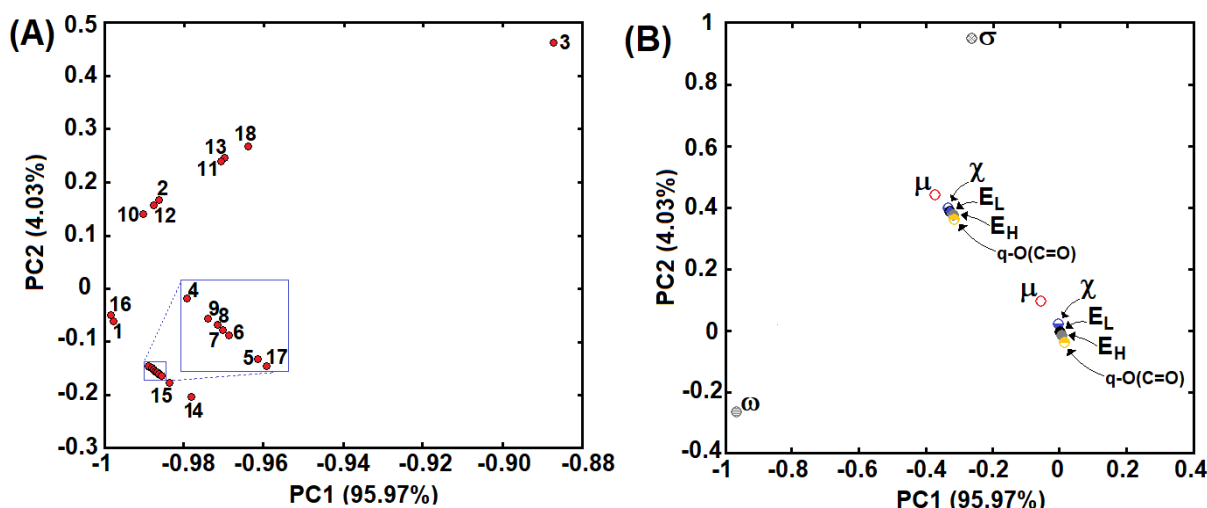 (A)
0.5
0.4
0.3
0.2
0.1
0
-0.1
-0.2
-0.3
PC2 (4.03%)
3
13
18
11
2
10
12
4
9
8
7
6
5
17
16
1
15
14
-1
-0.98
-0.96
-0.94
-0.92
-0.90
-0.88
PC1 (95.97%)
(B)
1
0.8
0.6
0.4
0.2
0
-0.2
-0.4
PC2 (4.03%)
σ
μ
χ
E_L
E_H
q-O(C=O)
μ
χ
E_L
E_H
q-O(C=O)
ω
-1
-0.8
-0.6
-0.4
-0.2
0
0.2
0.4
PC1 (95.97%)